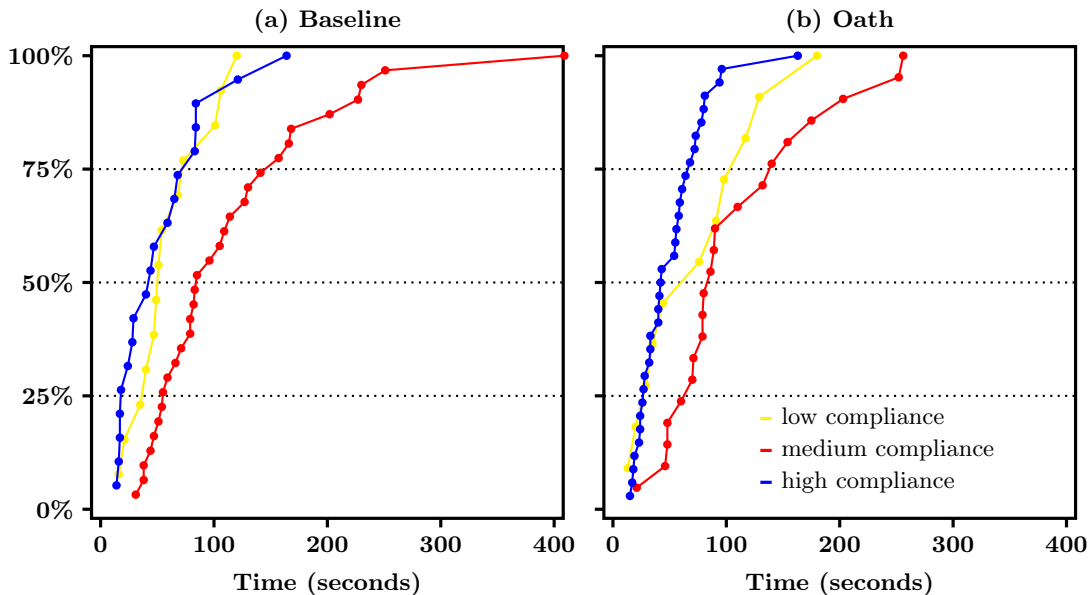 (a) Baseline
(b) Oath
100%
75%
50%
25%
0%
low compliance
medium compliance
high compliance
0 100 200 300 400
0 100 200 300 400
Time (seconds)
Time (seconds)